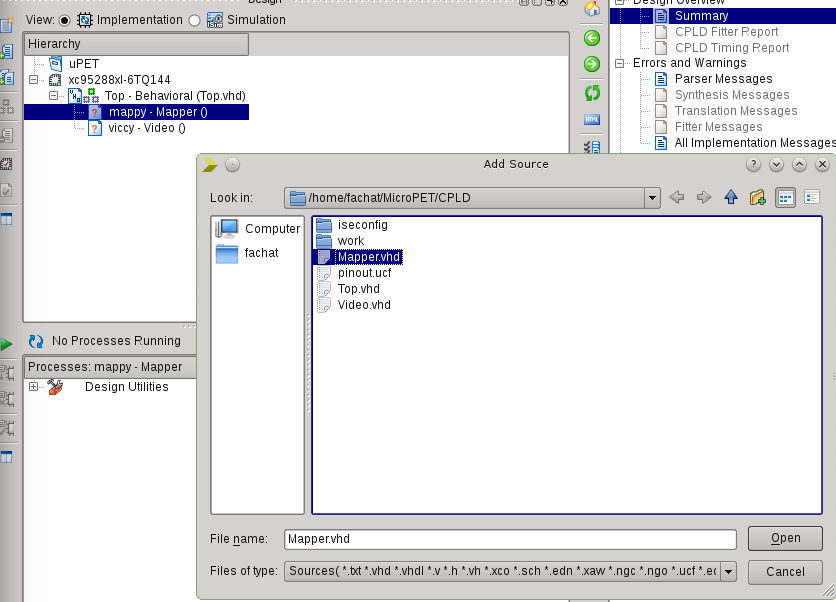 Design
Design Overview
View: Implementation Simulation
Summary
CPLD Fitter Report
CPLD Timing Report
Errors and Warnings
Parser Messages
Synthesis Messages
Translation Messages
Fitter Messages
All Implementation Messages
Hierarchy
uPET
xc95288xl-6TQ144
Top - Behavioral (Top.vhd)
mappy - Mapper ()
viccy - Video ()
Add Source
Look in: /home/fachat/MicroPET/CPLD
Computer
fachat
iseconfig
work
Mapper.vhd
pinout.ucf
Top.vhd
Video.vhd
No Processes Running
Processes: mappy - Mapper
Design Utilities
File name: Mapper.vhd
Open
Files of type: Sources( *.txt *.vhd *.vhdl *.v *.h *.vh *.xco *.sch *.edn *.xaw *.ngc *.ngo *.ucf
Cancel